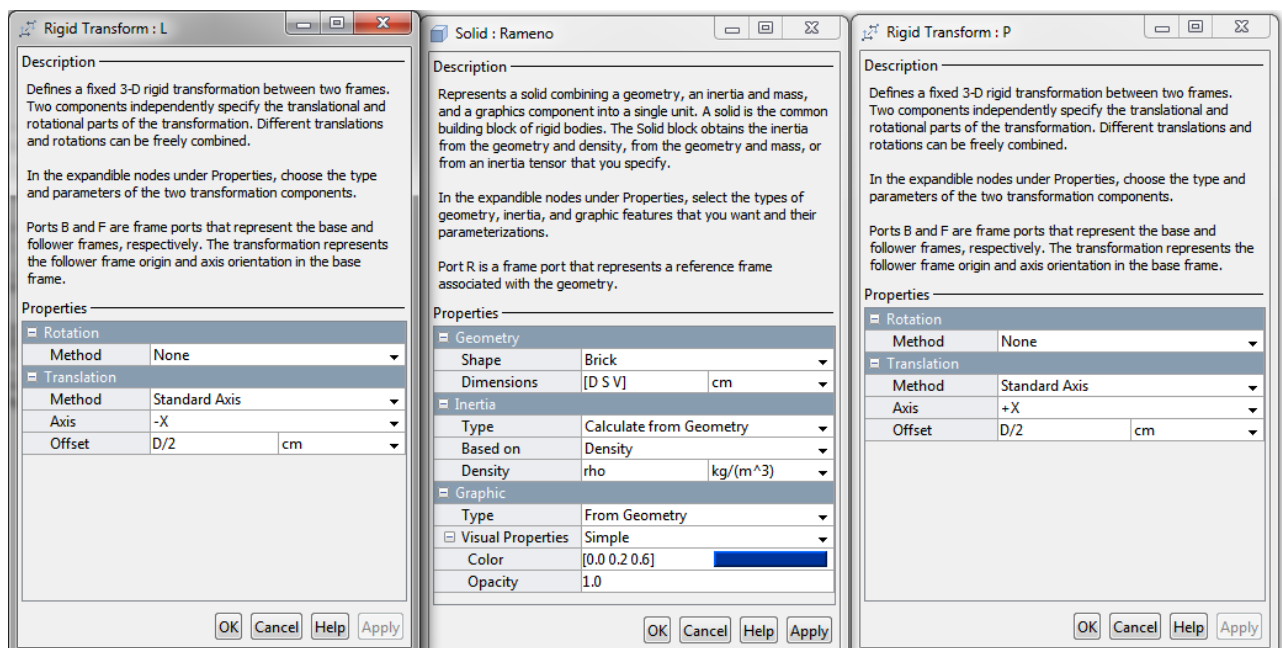 Rigid Transform : L
Description
Defines a fixed 3-D rigid transformation between two frames.
Two components independently specify the translational and
rotational parts of the transformation. Different translations
and rotations can be freely combined.
In the expandable nodes under Properties, choose the type
and parameters of the two transformation components.
Ports B and F are frame ports that represent the base and
follower frames, respectively. The transformation represents
the follower frame origin and axis orientation in the base
frame.
Properties
Rotation
Method None
Translation
Method Standard Axis
Axis -X
Offset D/2 cm
OK Cancel Help Apply
Solid : Rameno
Description
Represents a solid combining a geometry, an inertia and mass,
and a graphics component into a single unit. A solid is the common
building block of rigid bodies. The Solid block obtains the inertia
from the geometry and density, from the geometry and mass, or
from an inertia tensor that you specify.
In the expandible nodes under Properties, select the types of
geometry, inertia, and graphic features that you want and their
parameterizations.
Port R is a frame port that represents a reference frame
associated with the geometry.
Properties
Geometry
Shape Brick
Dimensions [D S V] cm
Inertia
Type Calculate from Geometry
Based on Density
Density rho kg/(m^3)
Graphic
Type From Geometry
Visual Properties Simple
Color [0.0 0.2 0.6]
Opacity 1.0
OK Cancel Help Apply
Rigid Transform : P
Description
Defines a fixed 3-D rigid transformation between two frames.
Two components independently specify the translational and
rotational parts of the transformation. Different translations and
rotations can be freely combined.
In the expandable nodes under Properties, choose the type and
parameters of the two transformation components.
Ports B and F are frame ports that represent the base and
follower frames, respectively. The transformation represents the
follower frame origin and axis orientation in the base frame.
Properties
Rotation
Method None
Translation
Method Standard Axis
Axis +X
Offset D/2 cm
OK Cancel Help Apply